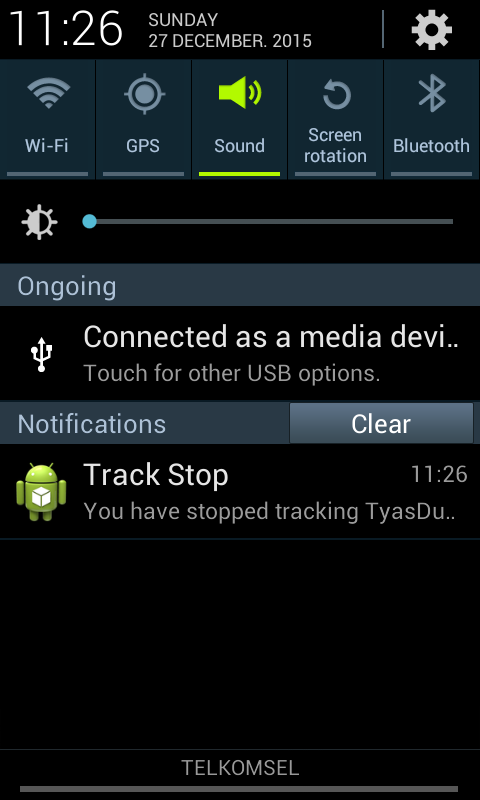 11:26
SUNDAY
27 DECEMBER. 2015
Wi-Fi
GPS
Sound
Screen
rotation
Bluetooth
Ongoing
Connected as a media devi..
Touch for other USB options.
Notifications
Clear
Track Stop
11:26
You have stopped tracking TyasDu..
TELKOMSEL